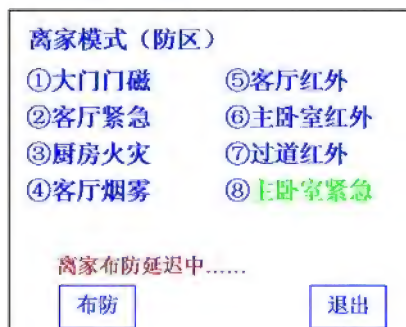 离家模式（防区）
①大门门磁 ⑤客厅红外
②客厅紧急 ⑥主卧室红外
③厨房火灾 ⑦过道红外
④客厅烟雾 ⑧主卧室紧急
离家布防延迟中……
布防 退出